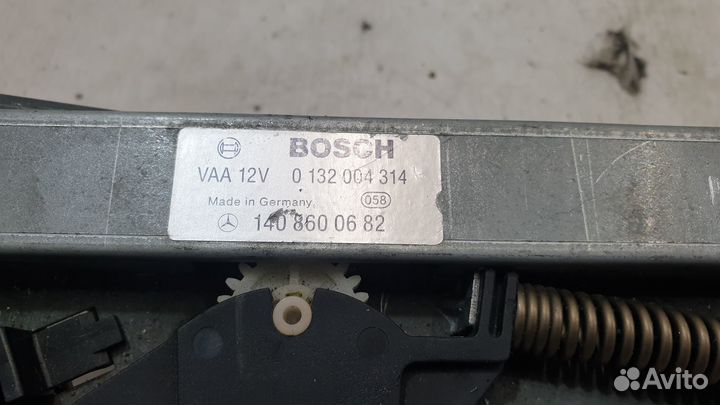 BOSCH
VAA 12V 0 132 004 314
Made in Germany, 058
140 860 06 82
Avito